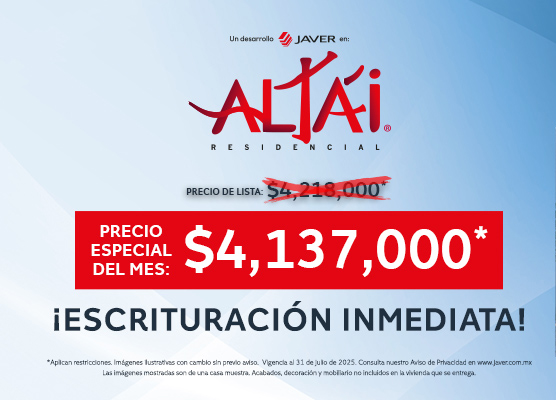 Un desarrollo JAVER en:
ALTAI®
RESIDENCIAL
PRECIO DE LISTA: $4,218,000*
PRECIO
ESPECIAL
DEL MES:
$4,137,000*
¡ESCRITURACIÓN INMEDIATA!
*Aplican restricciones. Imágenes ilustrativas con cambio sin previo aviso. Vigencia al 31 de julio de 2025. Consulta nuestro Aviso de Privacidad en www.javer.com.mx
Las imágenes mostradas son de una casa muestra. Acabados, decoración y mobiliario no incluidos en la vivienda que se entrega.